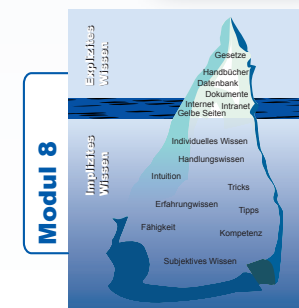 Modul 8
Explizites
Wissen
Gesetze
Handbücher
Datenbank
Dokumente
Internet Intranet
Gelbe Seiten
Implizites
Wissen
Individuelles Wissen
Handlungswissen
Intuition
Tricks
Erfahrungwissen
Tipps
Fähigkeit
Kompetenz
Subjektives Wissen